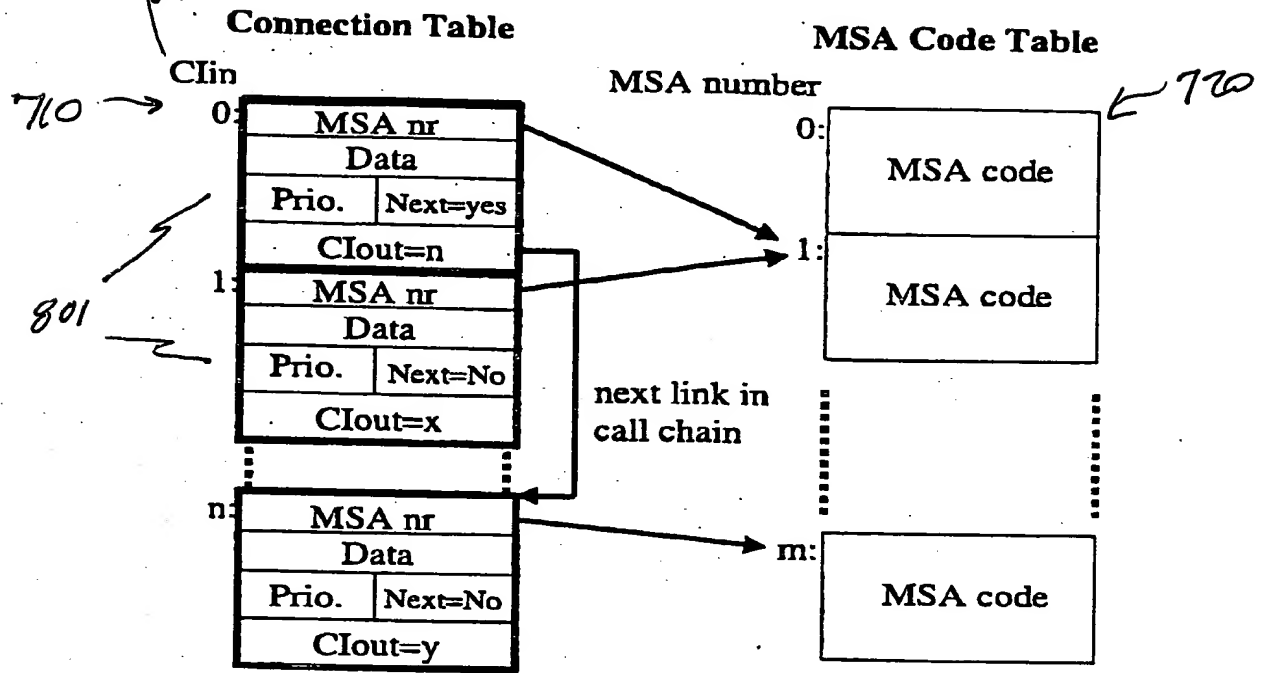 Connection Table
MSA Code Table
CIin
MSA number
710
720
0:
MSA nr
Data
Prio. Next=yes
CIout=n
1:
MSA nr
Data
Prio. Next=No
CIout=x
801
n:
MSA nr
Data
Prio. Next=No
CIout=y
next link in
call chain
0:
MSA code
1:
MSA code
m:
MSA code